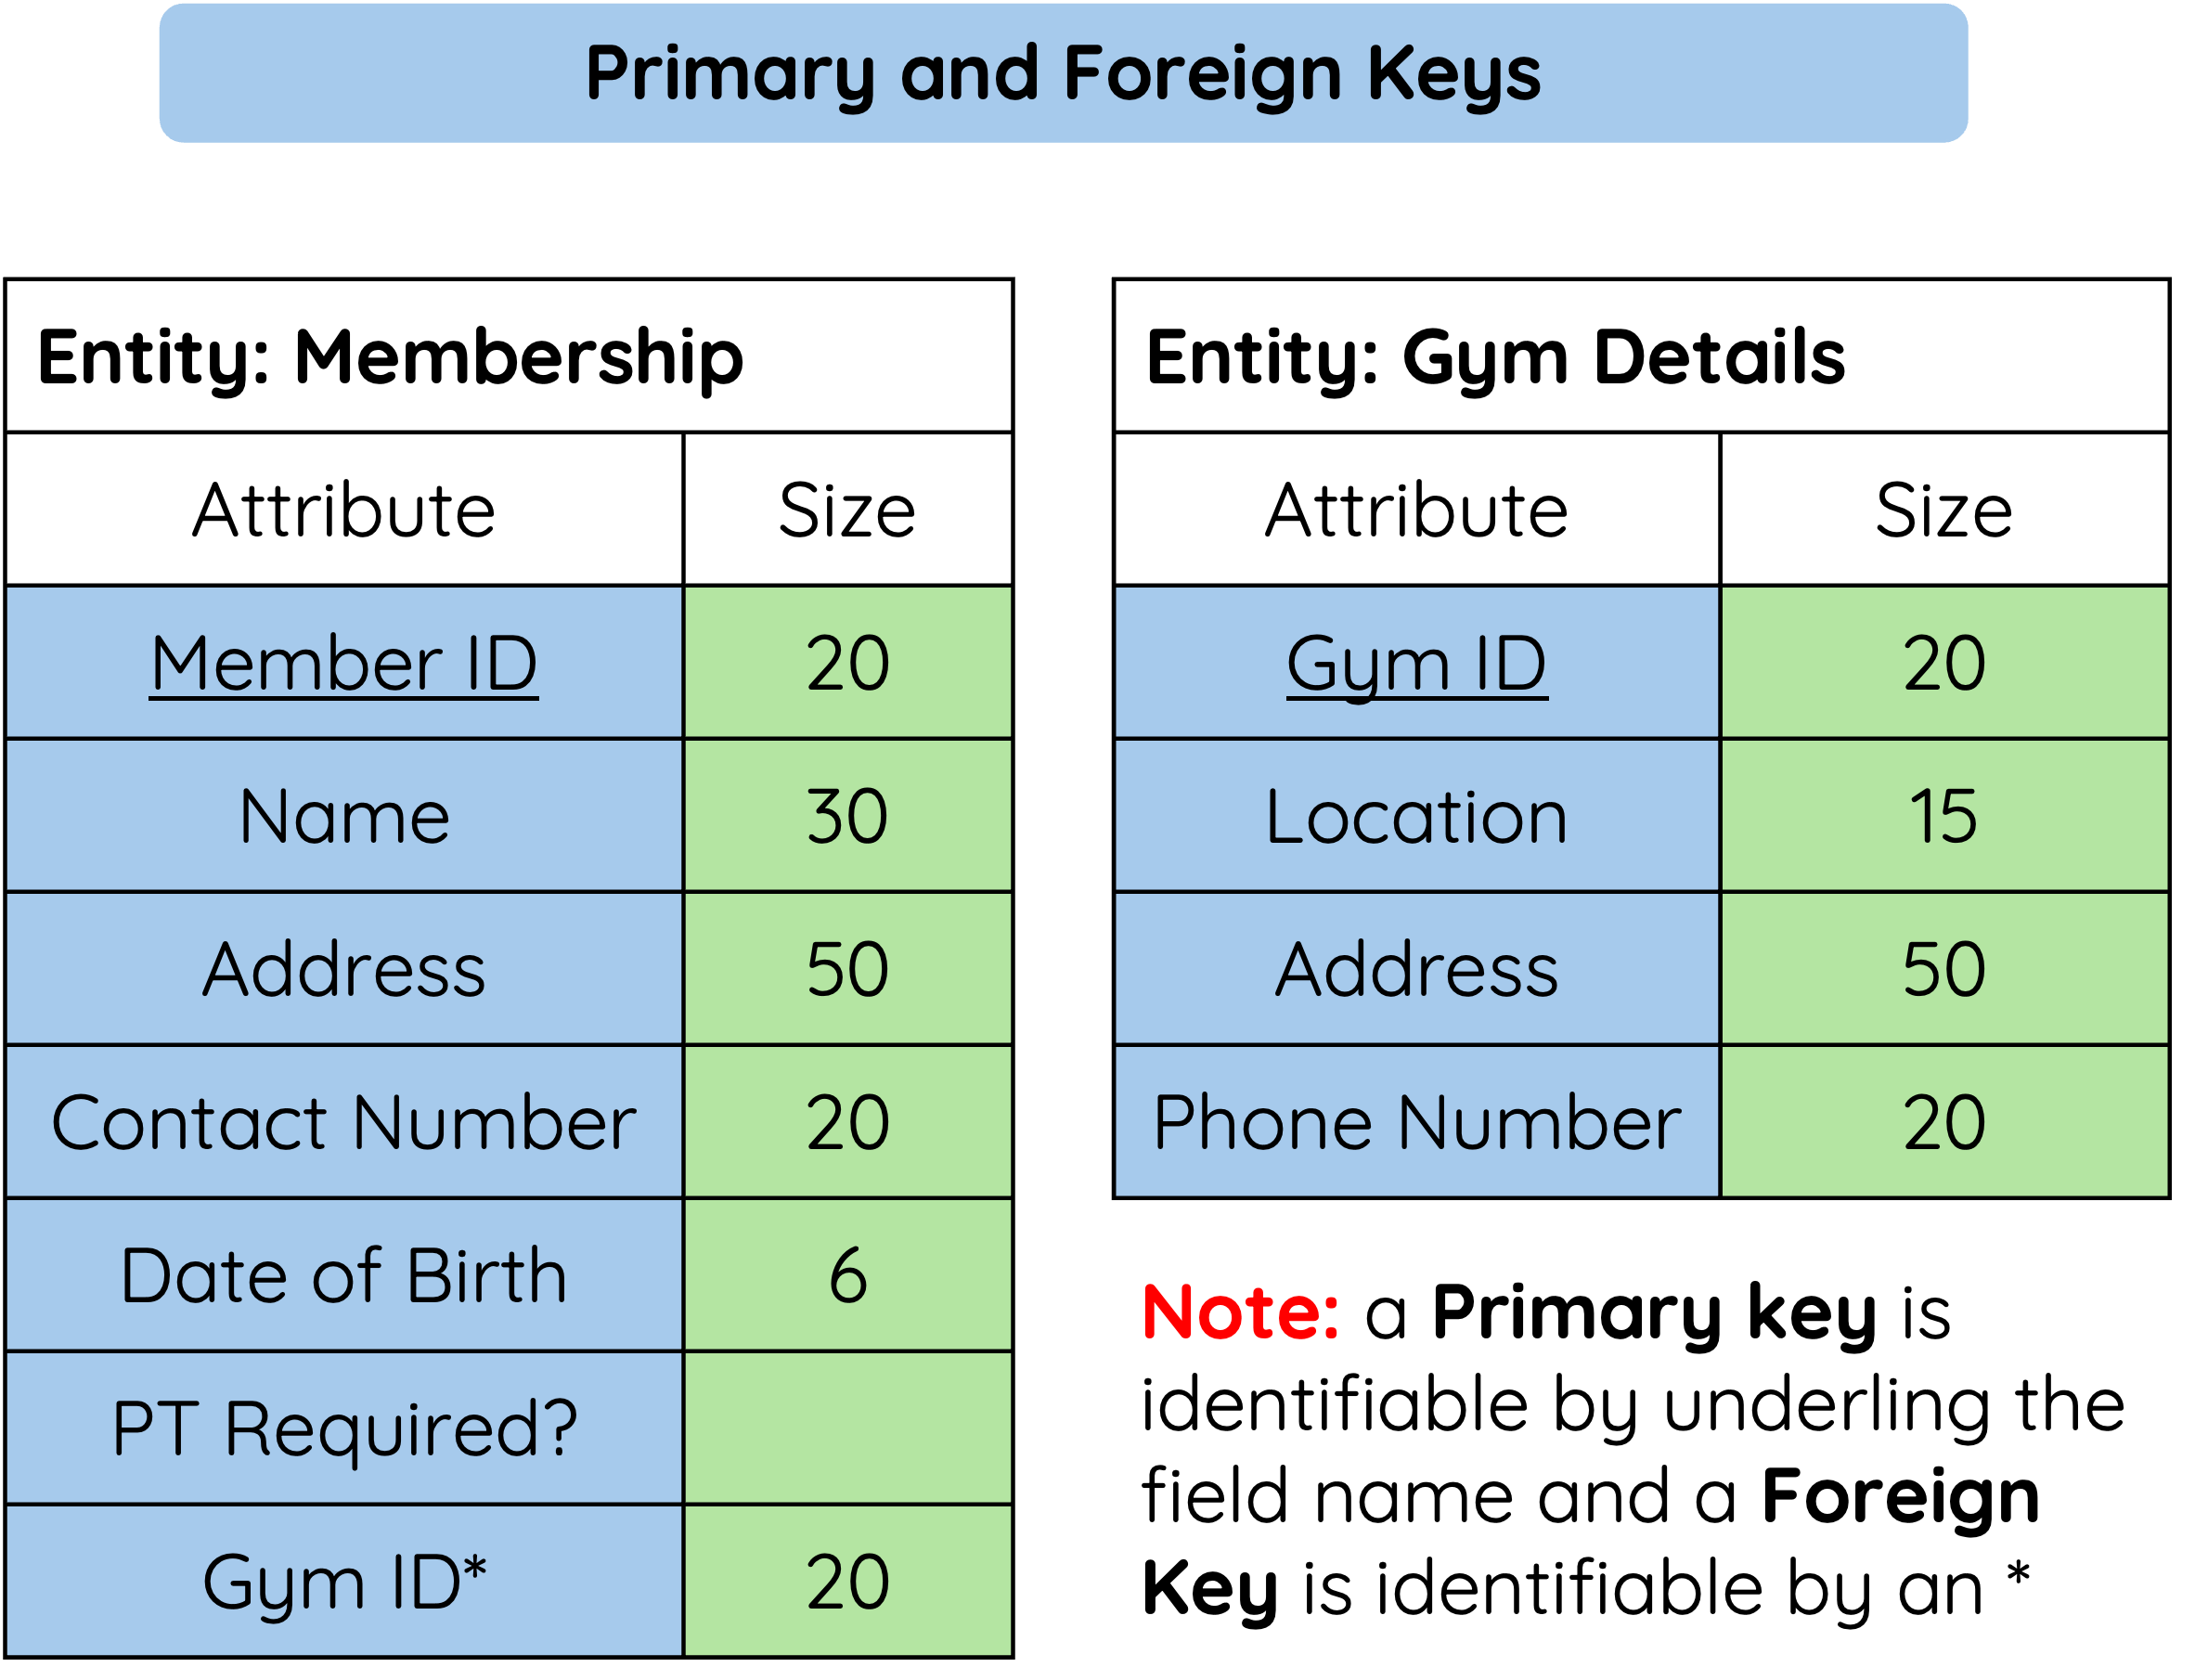 Primary and Foreign Keys
Entity: Membership
Attribute Size
Member ID 20
Name 30
Address 50
Contact Number 20
Date of Birth 6
PT Required?
Gym ID* 20
Entity: Gym Details
Attribute Size
Gym ID 20
Location 15
Address 50
Phone Number 20
Note: a Primary key is
identifiable by underling the
field name and a Foreign
Key is identifiable by an *